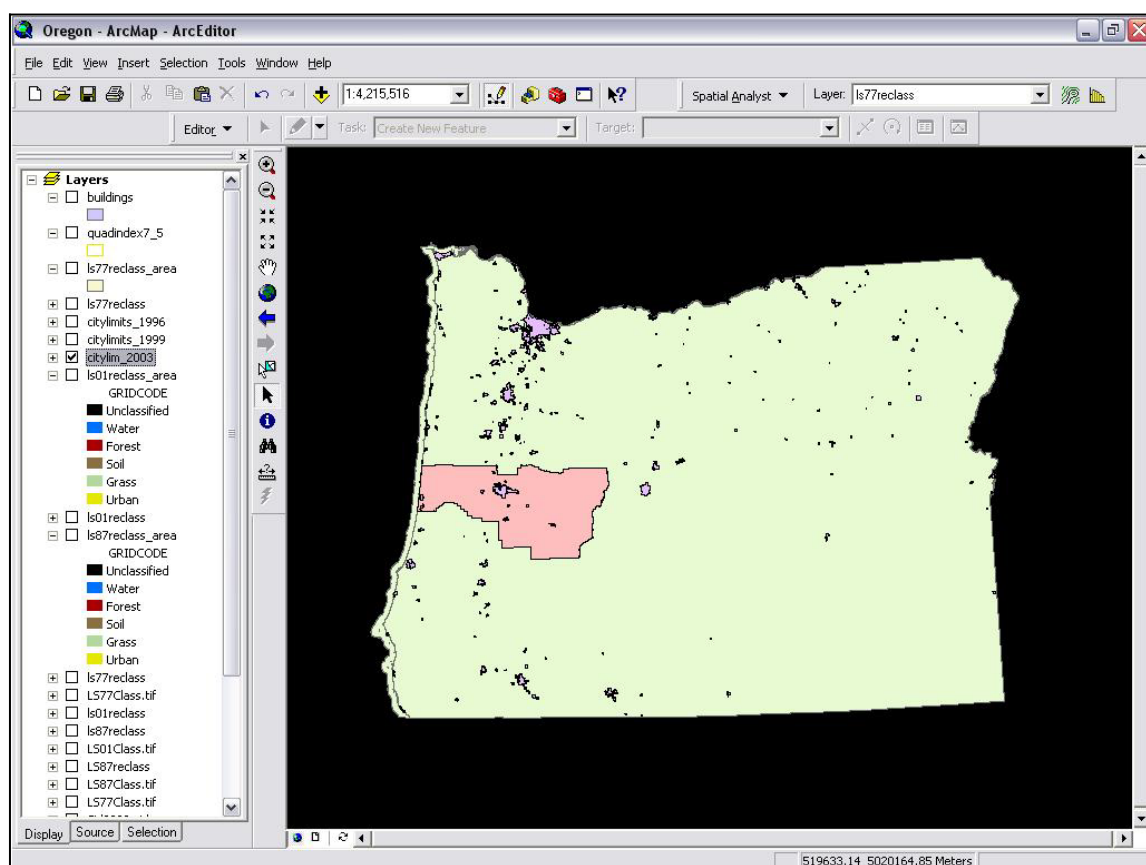 Oregon - ArcMap - ArcEditor
File Edit View Insert Selection Tools Window Help
1:4,215,516 Spatial Analyst Layer: ls77reclass
Editor Task: Create New Feature Target:
Layers
buildings
quadindex7_5
ls77reclass_area
ls77reclass
citylimits_1996
citylimits_1999
citylim_2003
ls01reclass_area
GRIDCODE
Unclassified
Water
Forest
Soil
Grass
Urban
ls01reclass
ls87reclass_area
GRIDCODE
Unclassified
Water
Forest
Soil
Grass
Urban
ls77reclass
LS77Class.tif
ls01reclass
ls87reclass
LS01Class.tif
LS87reclass
LS87Class.tif
LS77Class.tif
Display Source Selection
519633.14 5020164.85 Meters